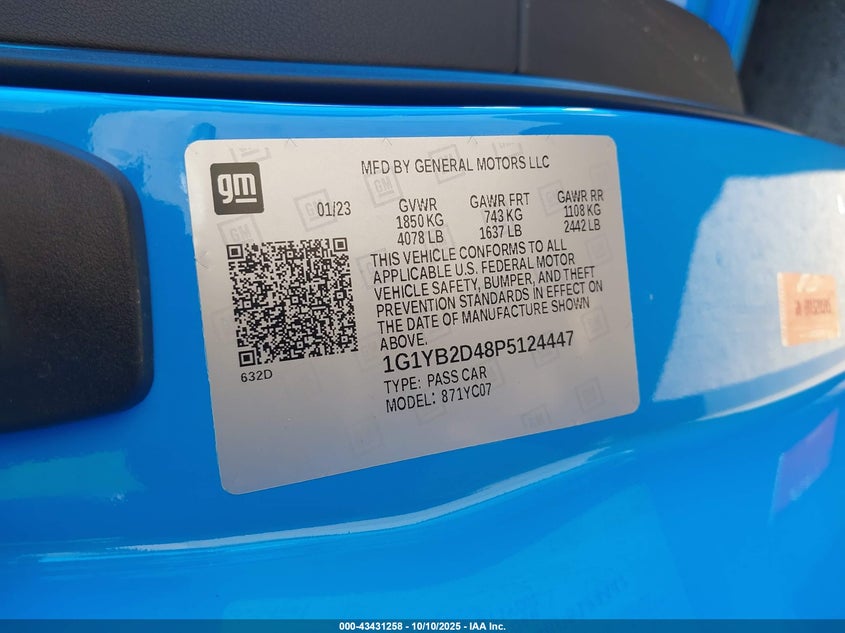 MFD BY GENERAL MOTORS LLC
gm
01/23
GVWR GAWR FRT GAWR RR
1850 KG 743 KG 1108 KG
4078 LB 1637 LB 2442 LB
THIS VEHICLE CONFORMS TO ALL
APPLICABLE U.S. FEDERAL MOTOR
VEHICLE SAFETY, BUMPER, AND THEFT
PREVENTION STANDARDS IN EFFECT ON
THE DATE OF MANUFACTURE SHOWN
ABOVE.
1G1YB2D48P5124447
TYPE: PASS CAR
MODEL: 871YC07
632D
000-43431258 - 10/10/2025 - IAA Inc.